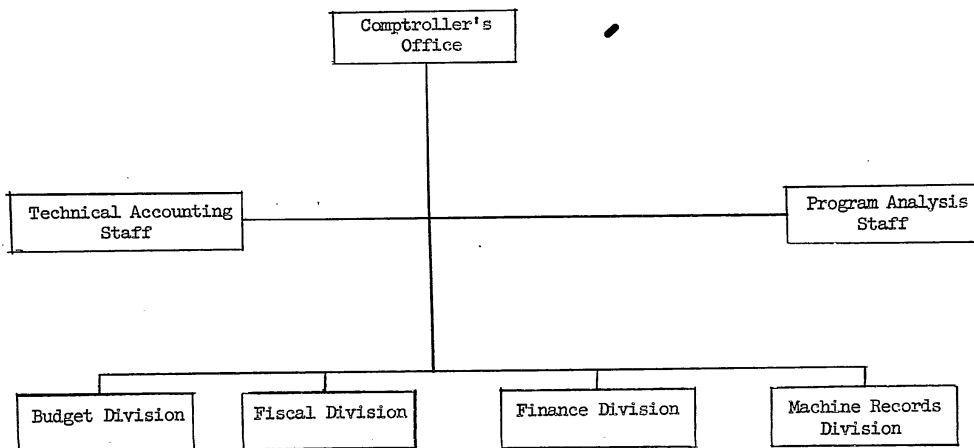 Comptroller's
Office
Technical Accounting
Staff
Program Analysis
Staff
Budget Division
Fiscal Division
Finance Division
Machine Records
Division